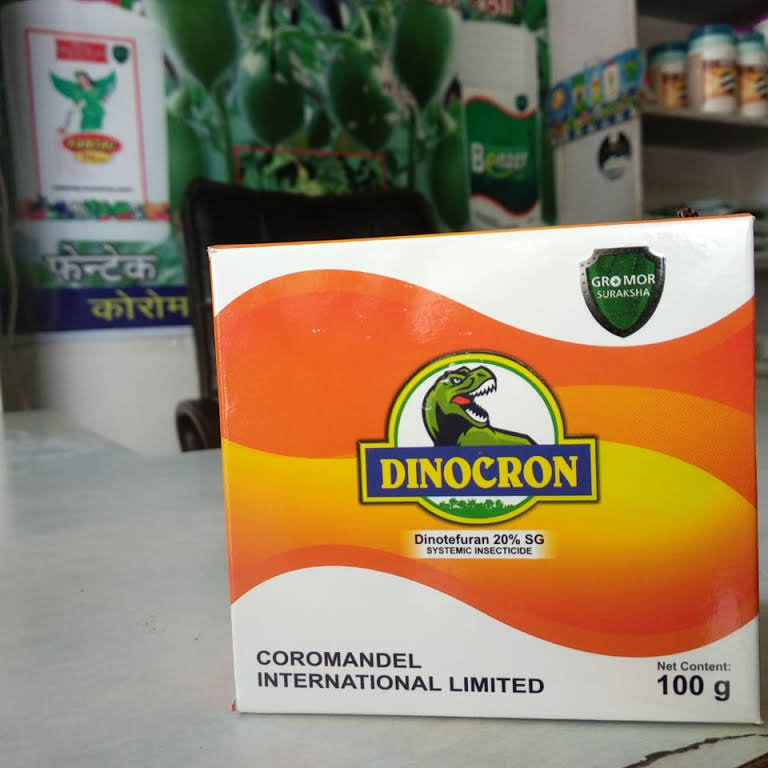 फेन्टेक
कोरोम
GROMOR
SURAKSHA
DINOCRON
Dinotefuran 20% SG
SYSTEMIC INSECTICIDE
COROMANDEL
INTERNATIONAL LIMITED
Net Content:
100 g